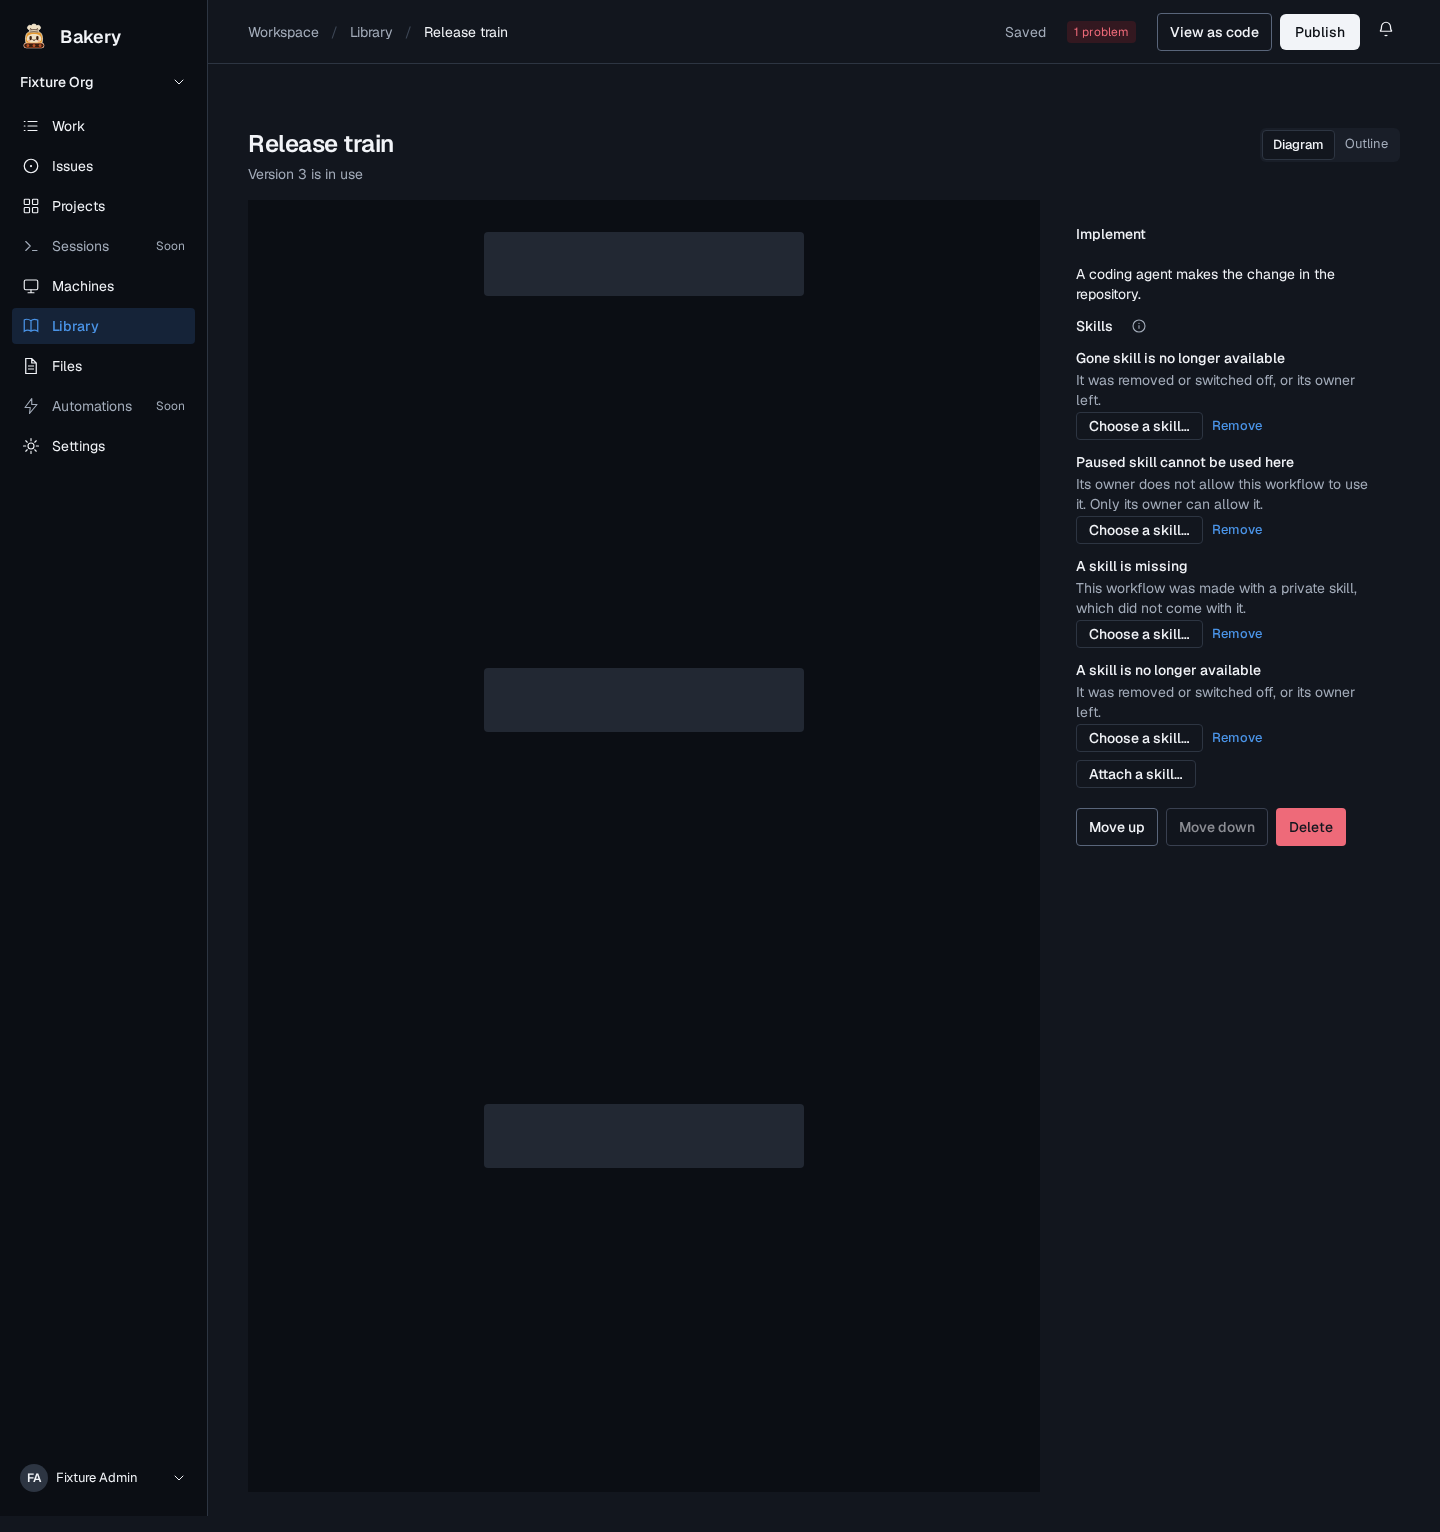 Bakery
Fixture Org
Work
Issues
Projects
Sessions Soon
Machines
Library
Files
Automations Soon
Settings
FA Fixture Admin
Workspace / Library / Release train
Saved
1 problem
View as code
Publish
Release train
Version 3 is in use
Diagram
Outline
Implement
A coding agent makes the change in the
repository.
Skills
Gone skill is no longer available
It was removed or switched off, or its owner
left.
Choose a skill… Remove
Paused skill cannot be used here
Its owner does not allow this workflow to use
it. Only its owner can allow it.
Choose a skill… Remove
A skill is missing
This workflow was made with a private skill,
which did not come with it.
Choose a skill… Remove
A skill is no longer available
It was removed or switched off, or its owner
left.
Choose a skill… Remove
Attach a skill…
Move up
Move down
Delete